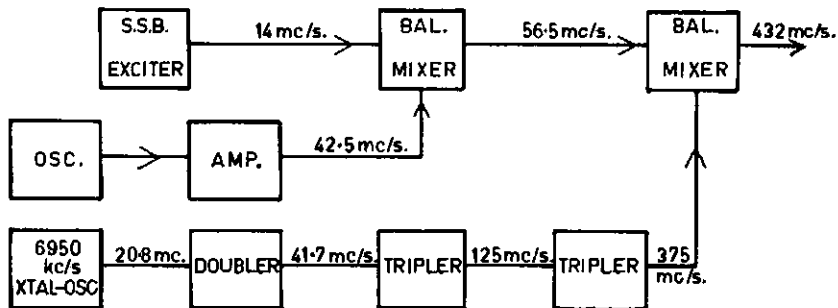 S.S.B.
EXCITER
14 mc/s.
BAL.
MIXER
56·5 mc/s.
BAL.
MIXER
432 mc/s.
OSC.
AMP.
42·5 mc/s.
6950
kc/s
XTAL-OSC
20·8 mc.
DOUBLER
41·7 mc/s.
TRIPLER
125 mc/s.
TRIPLER
375
mc/s.